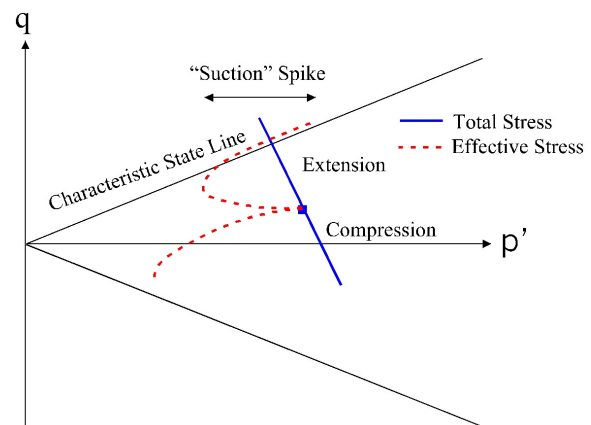 q
“Suction” Spike
Total Stress
Effective Stress
Characteristic State Line
Extension
Compression
p’